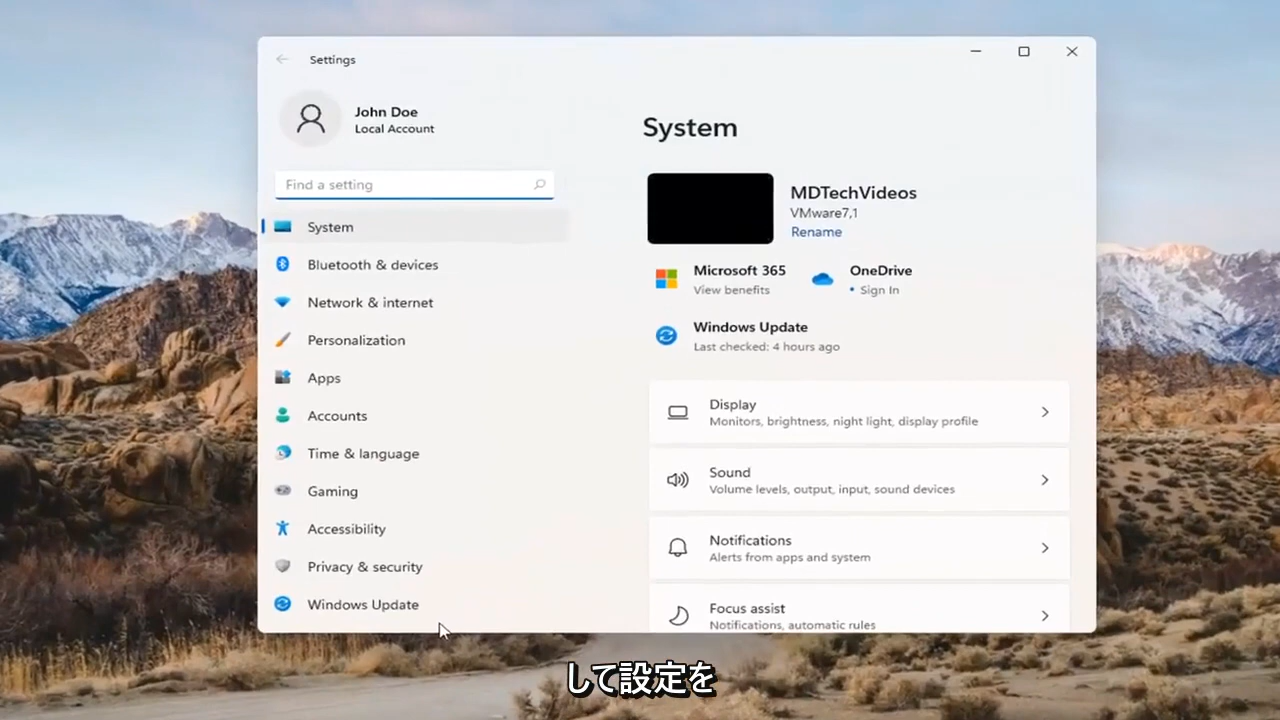 Settings
John Doe
Local Account
Find a setting
System
Bluetooth & devices
Network & internet
Personalization
Apps
Accounts
Time & language
Gaming
Accessibility
Privacy & security
Windows Update
System
MDTechVideos
VMware7,1
Rename
Microsoft 365
View benefits
OneDrive
• Sign In
Windows Update
Last checked: 4 hours ago
Display
Monitors, brightness, night light, display profile
Sound
Volume levels, output, input, sound devices
Notifications
Alerts from apps and system
Focus assist
Notifications, automatic rules
して設定を